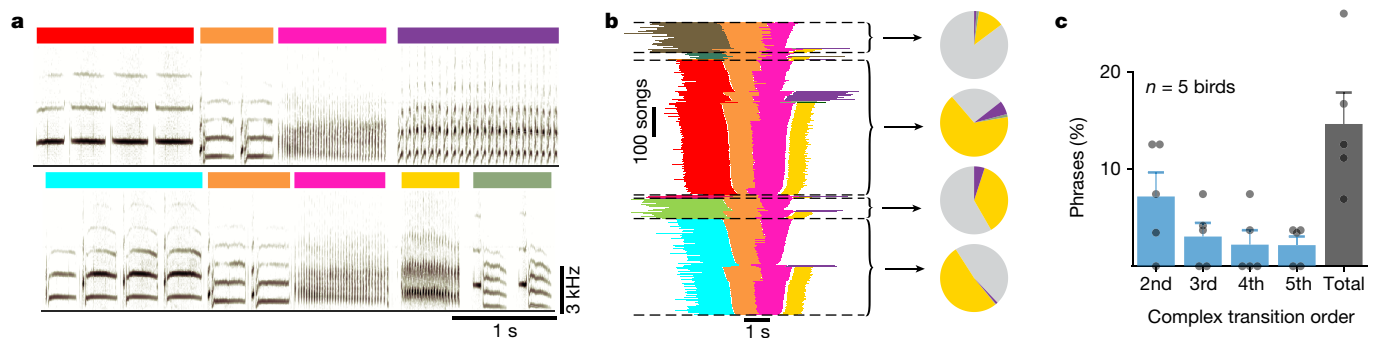 a
3 kHz
1 s
b
100 songs
1 s
c
Phrases (%)
20
10
0
n = 5 birds
2nd 3rd 4th 5th Total
Complex transition order